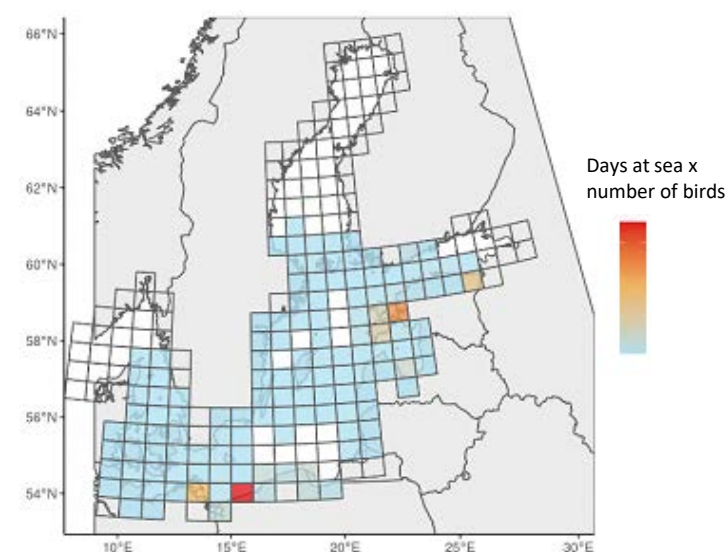 66°N
64°N
62°N
60°N
58°N
56°N
54°N
10°E
15°E
20°E
25°E
30°E
Days at sea x
number of birds